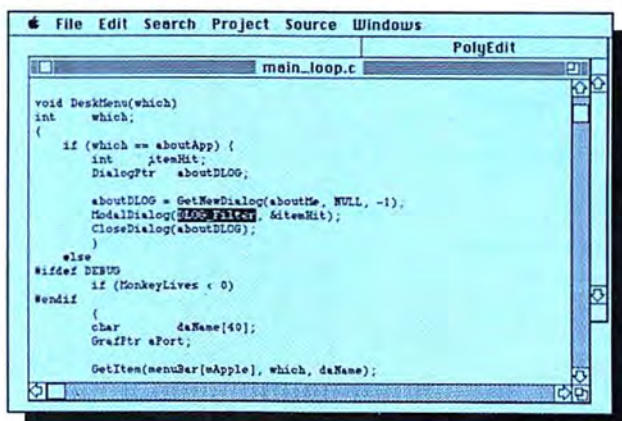 File Edit Search Project Source Windows
PolyEdit
main_loop.c
void DeskMenu(which)
int which;
{
if (which == aboutApp) {
int itemHit;
DialogPtr aboutDLOG;
aboutDLOG = GetNewDialog(aboutMe, NULL, -1);
ModalDialog(DLOG_Filter, &itemHit);
CloseDialog(aboutDLOG);
}
else
#ifdef DEBUG
if (MonkeyLives < 0)
#endif
{
char daName[40];
GrafPtr aPort;
GetItem(menuBar[mApple], which, daName);